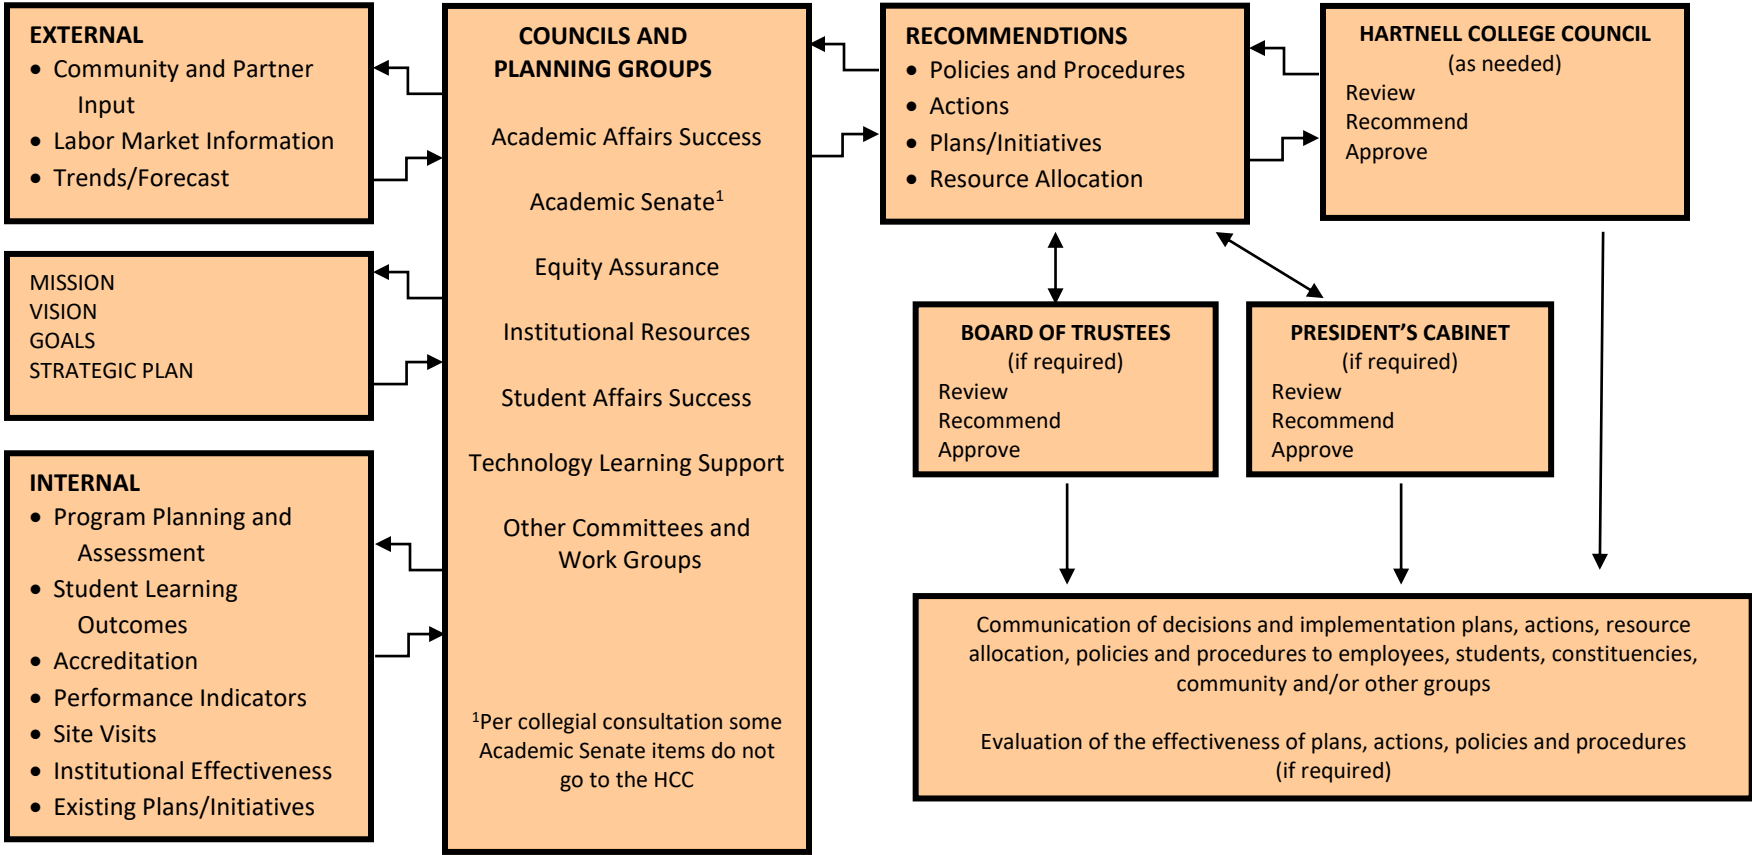 EXTERNAL
• Community and Partner
Input
• Labor Market Information
• Trends/Forecast
MISSION
VISION
GOALS
STRATEGIC PLAN
INTERNAL
• Program Planning and
Assessment
• Student Learning
Outcomes
• Accreditation
• Performance Indicators
• Site Visits
• Institutional Effectiveness
• Existing Plans/Initiatives
COUNCILS AND
PLANNING GROUPS
Academic Affairs Success
Academic Senate¹
Equity Assurance
Institutional Resources
Student Affairs Success
Technology Learning Support
Other Committees and
Work Groups
¹Per collegial consultation some
Academic Senate items do not
go to the HCC
RECOMMENDTIONS
• Policies and Procedures
• Actions
• Plans/Initiatives
• Resource Allocation
HARTNELL COLLEGE COUNCIL
(as needed)
Review
Recommend
Approve
BOARD OF TRUSTEES
(if required)
Review
Recommend
Approve
PRESIDENT’S CABINET
(if required)
Review
Recommend
Approve
Communication of decisions and implementation plans, actions, resource
allocation, policies and procedures to employees, students, constituencies,
community and/or other groups
Evaluation of the effectiveness of plans, actions, policies and procedures
(if required)